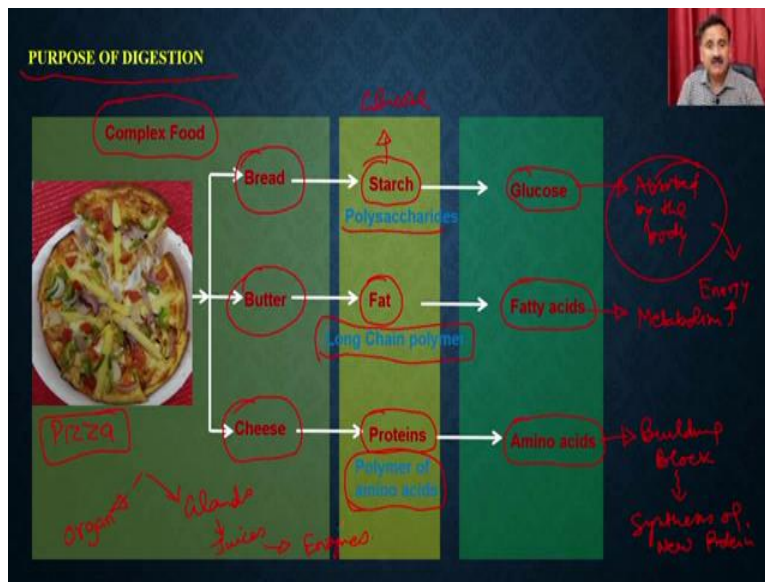 PURPOSE OF DIGESTION
Complex Food
Bread
Starch
Polysaccharides
Glucose
Absorbed
by the
body
Energy
Butter
Fat
Long Chain polymer
Fatty acids
Metabolism
Cheese
Proteins
Polymer of
amino acids
Amino acids
Building
Block
Synthesis of
New Protein
Pizza
Organ
Glands
Juices
Enzymes